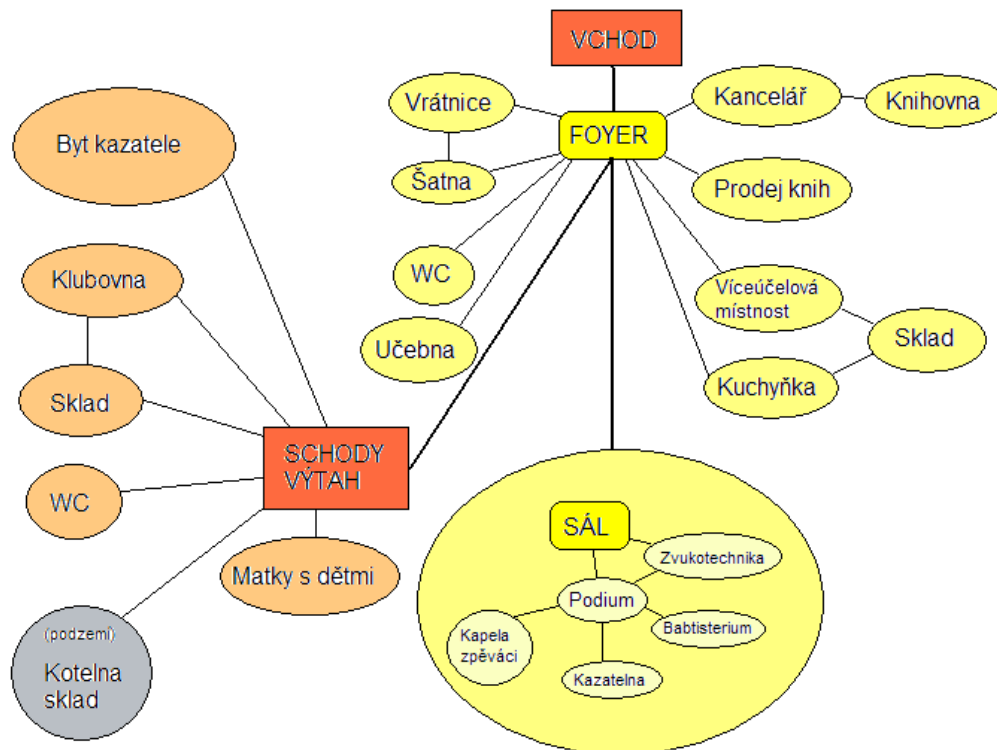 VCHOD
Vrátnice
Kancelář
Knihovna
FOYER
Byt kazatele
Šatna
Prodej knih
WC
Klubovna
Víceúčelová
místnost
Učebna
Sklad
Kuchyňka
Sklad
SCHODY
VÝTAH
WC
SÁL
Zvukotechnika
Matky s dětmi
Podium
Babtisterium
Kapela
zpěváci
Kazatelna
(podzemí)
Kotelna
sklad